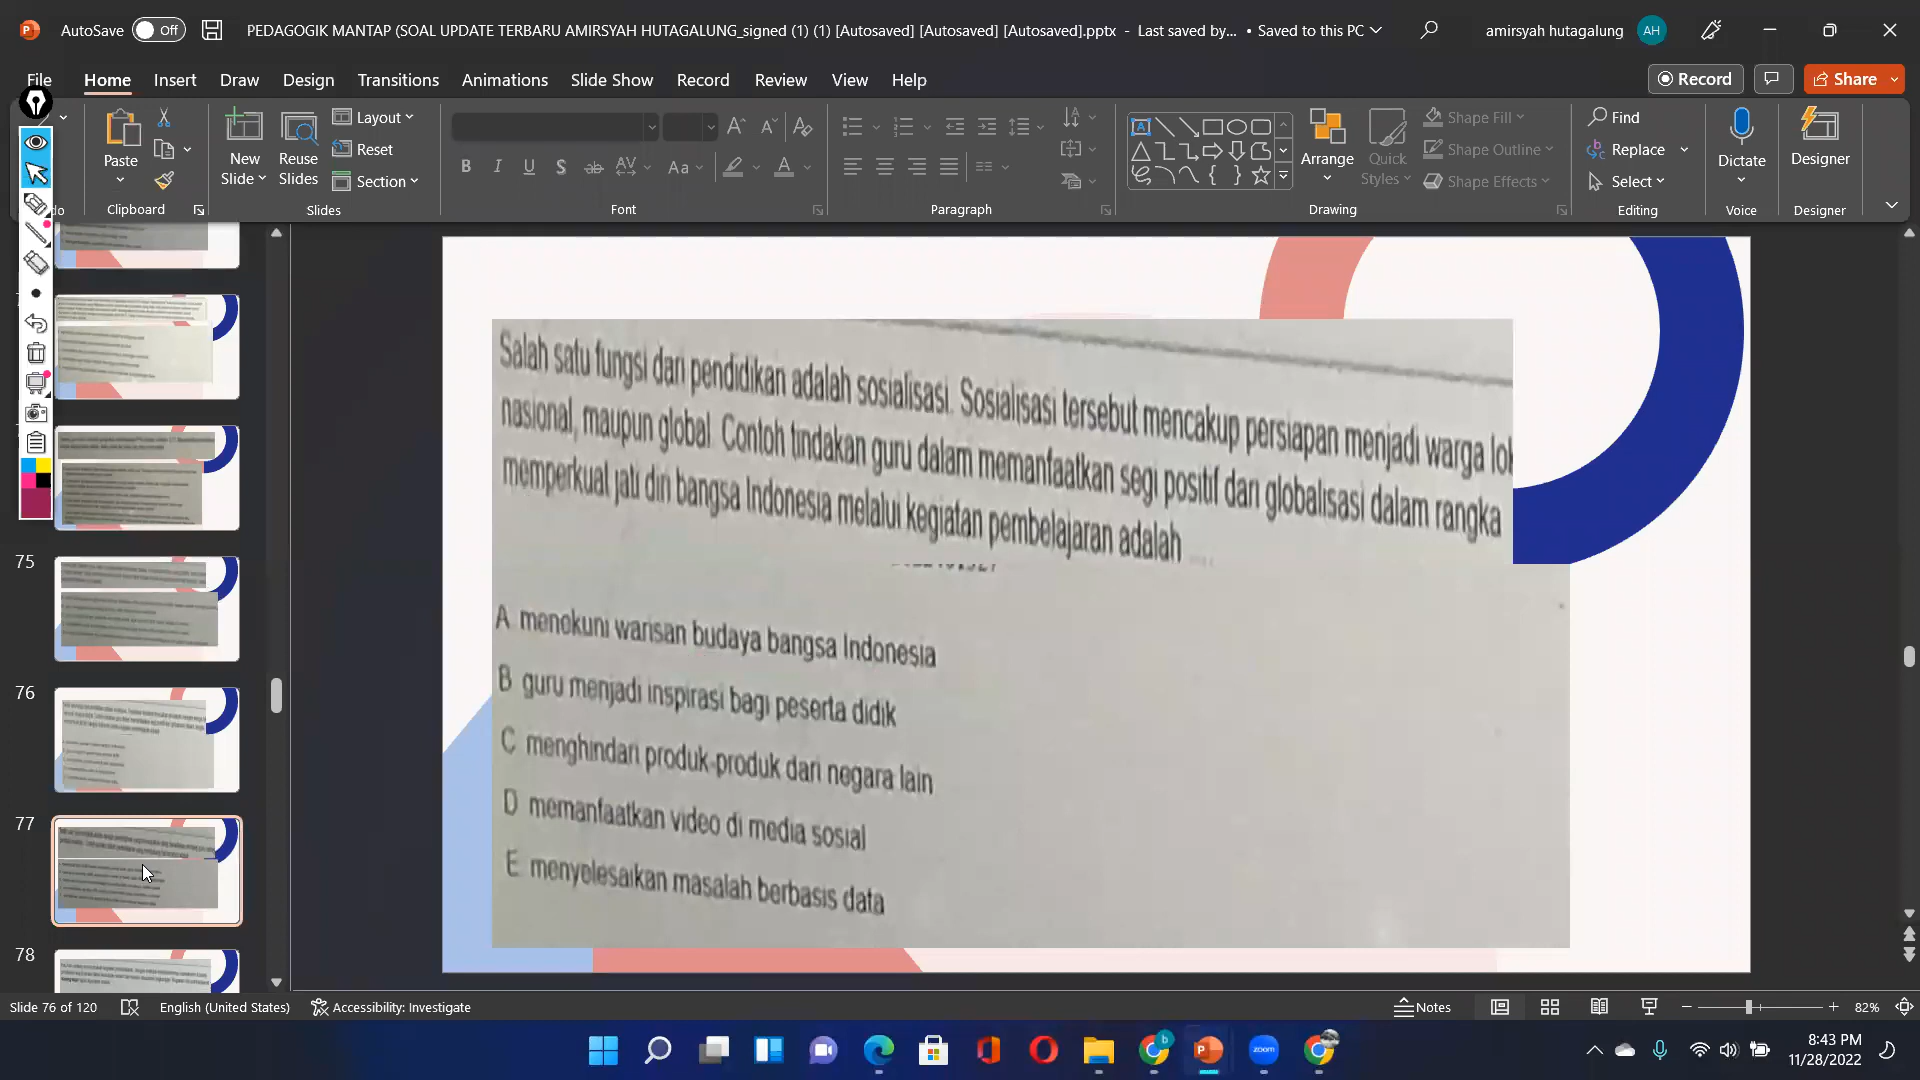 AutoSave Off PEDAGOGIK MANTAP (SOAL UPDATE TERBARU AMIRSYAH HUTAGALUNG_signed (1) (1) [Autosaved] [Autosaved] [Autosaved].pptx - Last saved by... • Saved to this PC amirsyah hutagalung AH
File Home Insert Draw Design Transitions Animations Slide Show Record Review View Help Record Share
Paste
Clipboard
New Slide
Reuse Slides
Layout
Reset
Section
Slides
B I U S ab AV Aa A
Font
Paragraph
Arrange
Quick Styles
Shape Fill
Shape Outline
Shape Effects
Drawing
Find
Replace
Select
Editing
Dictate
Voice
Designer
Designer
75
76
77
78
Salah satu fungsi dari pendidikan adalah sosialisasi. Sosialisasi tersebut mencakup persiapan menjadi warga lok
nasional, maupun global. Contoh tindakan guru dalam memanfaatkan segi positif dari globalisasi dalam rangka
memperkuat jati diri bangsa Indonesia melalui kegiatan pembelajaran adalah ....
A menekuni warisan budaya bangsa Indonesia
B guru menjadi inspirasi bagi peserta didik
C menghindari produk-produk dari negara lain
D memanfaatkan video di media sosial
E menyelesaikan masalah berbasis data
Slide 76 of 120 English (United States) Accessibility: Investigate Notes 82%
zoom
8:43 PM
11/28/2022